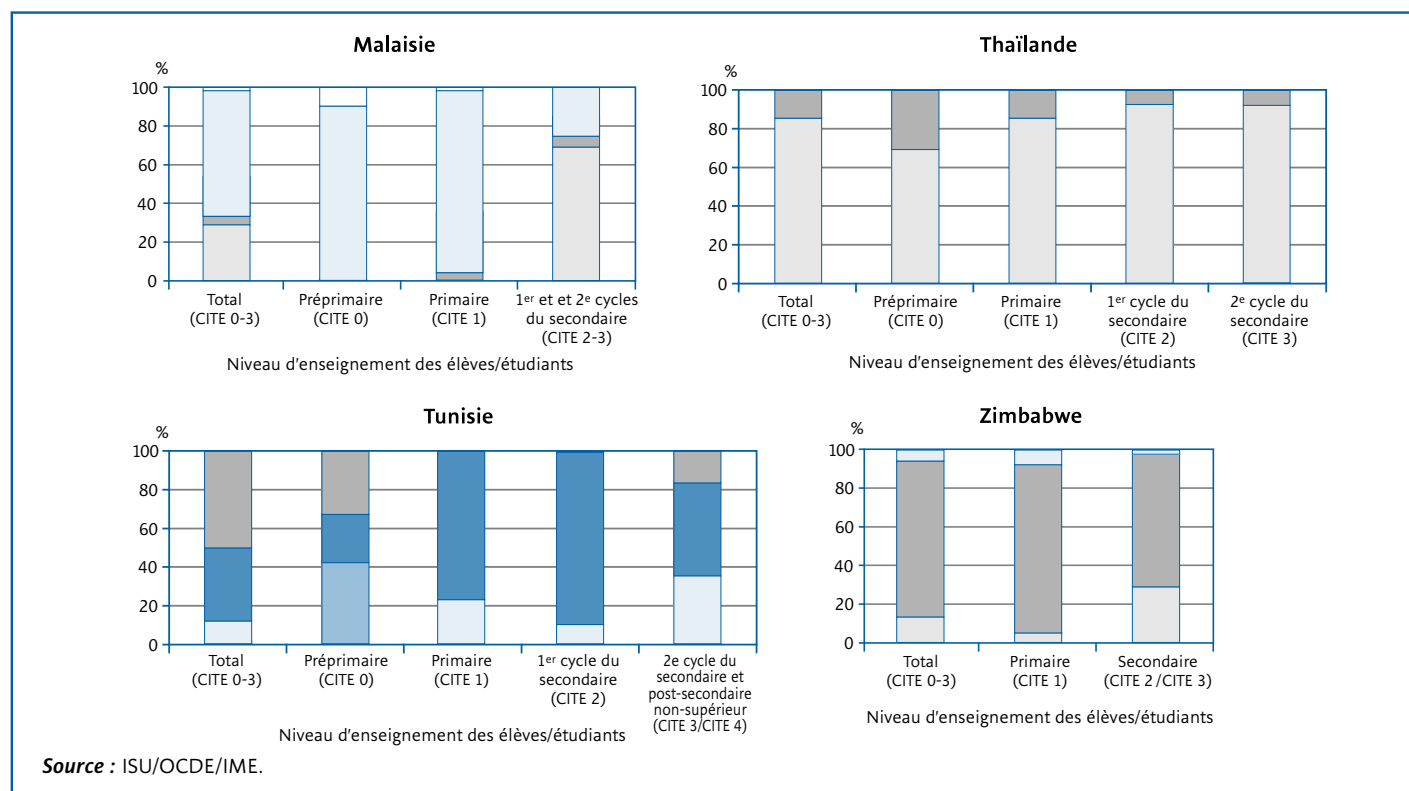 Malaisie
%
100
80
60
40
20
0
Total
(CITE 0-3)
Préprimaire
(CITE 0)
Primaire
(CITE 1)
1er et et 2e cycles
du secondaire
(CITE 2-3)
Niveau d'enseignement des élèves/étudiants
Thaïlande
%
100
80
60
40
20
0
Total
(CITE 0-3)
Préprimaire
(CITE 0)
Primaire
(CITE 1)
1er cycle du
secondaire
(CITE 2)
2e cycle du
secondaire
(CITE 3)
Niveau d'enseignement des élèves/étudiants
Tunisie
%
100
80
60
40
20
0
Total
(CITE 0-3)
Préprimaire
(CITE 0)
Primaire
(CITE 1)
1er cycle du
secondaire
(CITE 2)
2e cycle du
secondaire et
post-secondaire
non-supérieur
(CITE 3/CITE 4)
Niveau d'enseignement des élèves/étudiants
Zimbabwe
%
100
80
60
40
20
0
Total
(CITE 0-3)
Primaire
(CITE 1)
Secondaire
(CITE 2 /CITE 3)
Niveau d'enseignement des élèves/étudiants
Source : ISU/OCDE/IME.